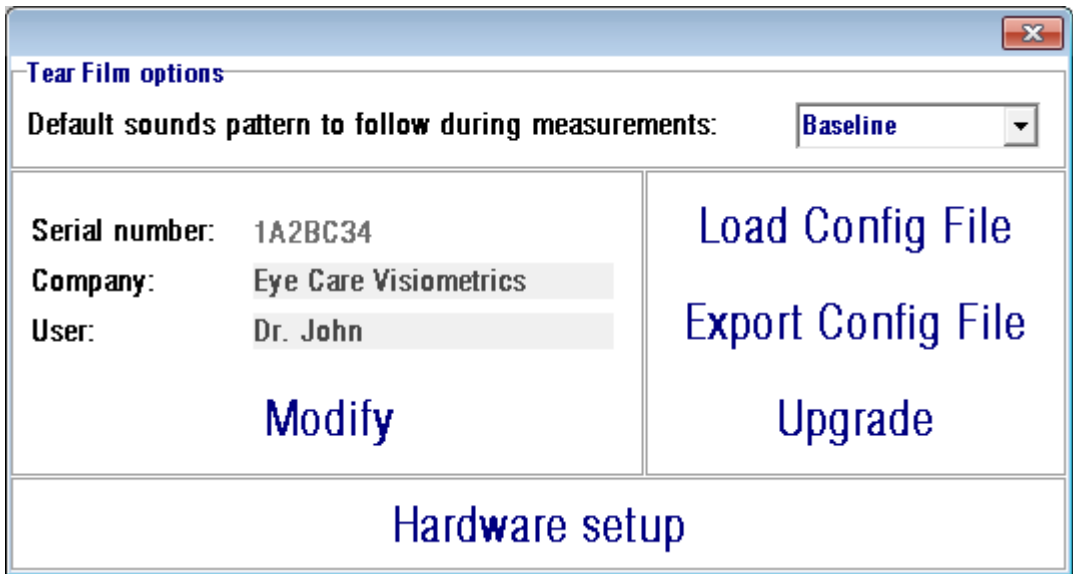 Tear Film options
Default sounds pattern to follow during measurements: Baseline
Serial number: 1A2BC34
Company: Eye Care Visiometrics
User: Dr. John
Modify
Load Config File
Export Config File
Upgrade
Hardware setup